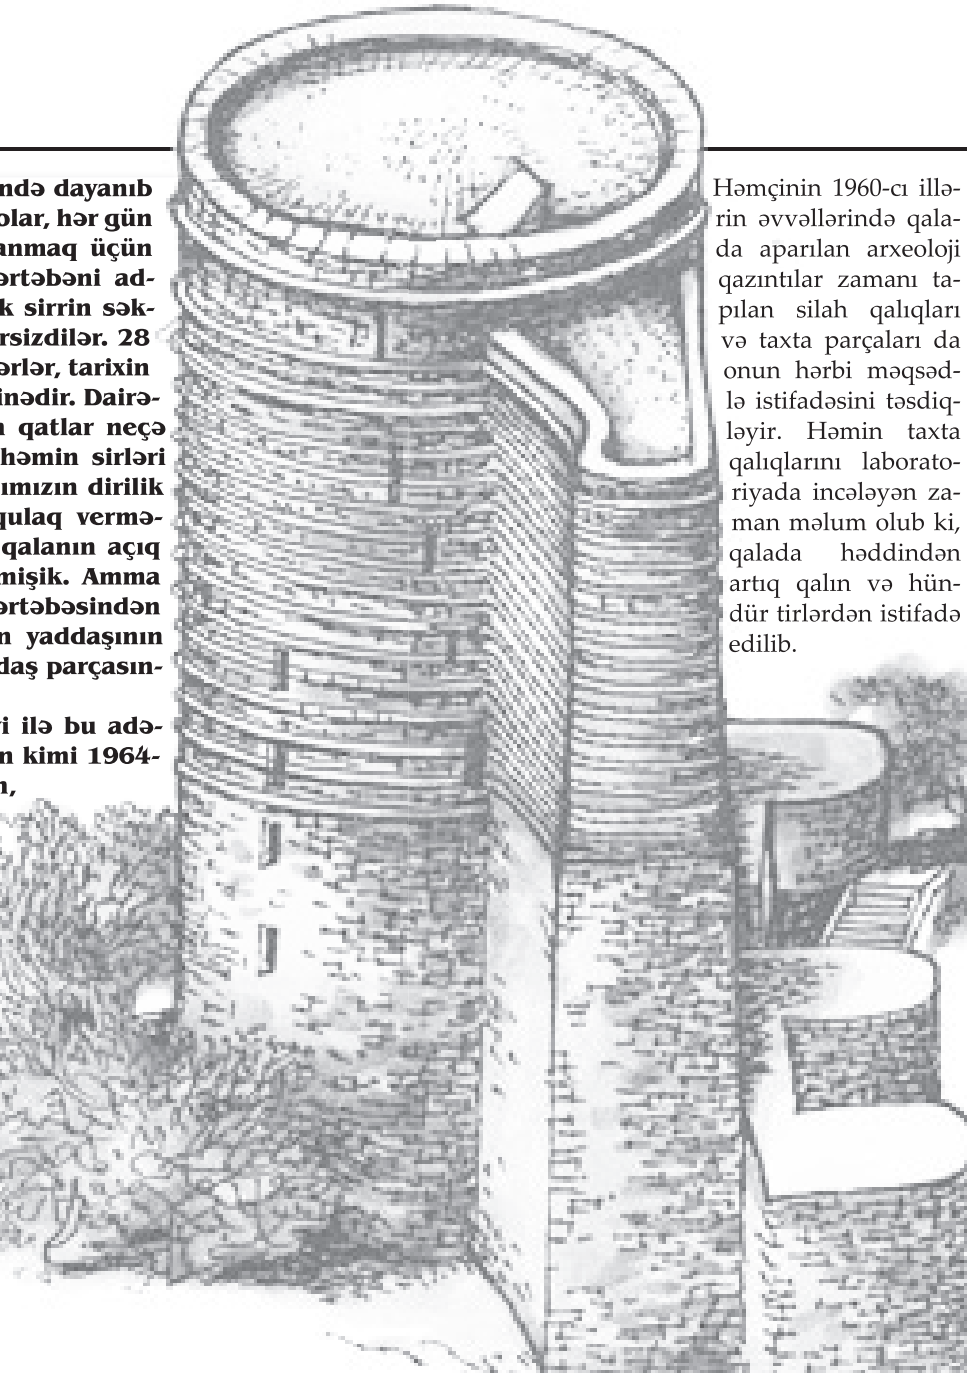 ndə dayanıb
olar, hər gün
anmaq üçün
ərtəbəni ad-
k sirrin sək-
rsizdilər. 28
ərlər, tarixin
inədir. Dairə-
n qatlar neçə
həmin sirləri
ımızın dirilik
qulaq vermə-
qalanın açıq
mişik. Amma
ərtəbəsindən
n yaddaşının
daş parçasın-
i ilə bu adə-
n kimi 1964-
n,
Həmçinin 1960-cı illə-
rin əvvəllərində qala-
da aparılan arxeoloji
qazıntılar zamanı ta-
pılan silah qalıqları
və taxta parçaları da
onun hərbi məqsəd-
lə istifadəsini təsdiq-
ləyir. Həmin taxta
qalıqlarını laborato-
riyada incələyən za-
man məlum olub ki,
qalada həddindən
artıq qalın və hün-
dür tirlərdən istifadə
edilib.